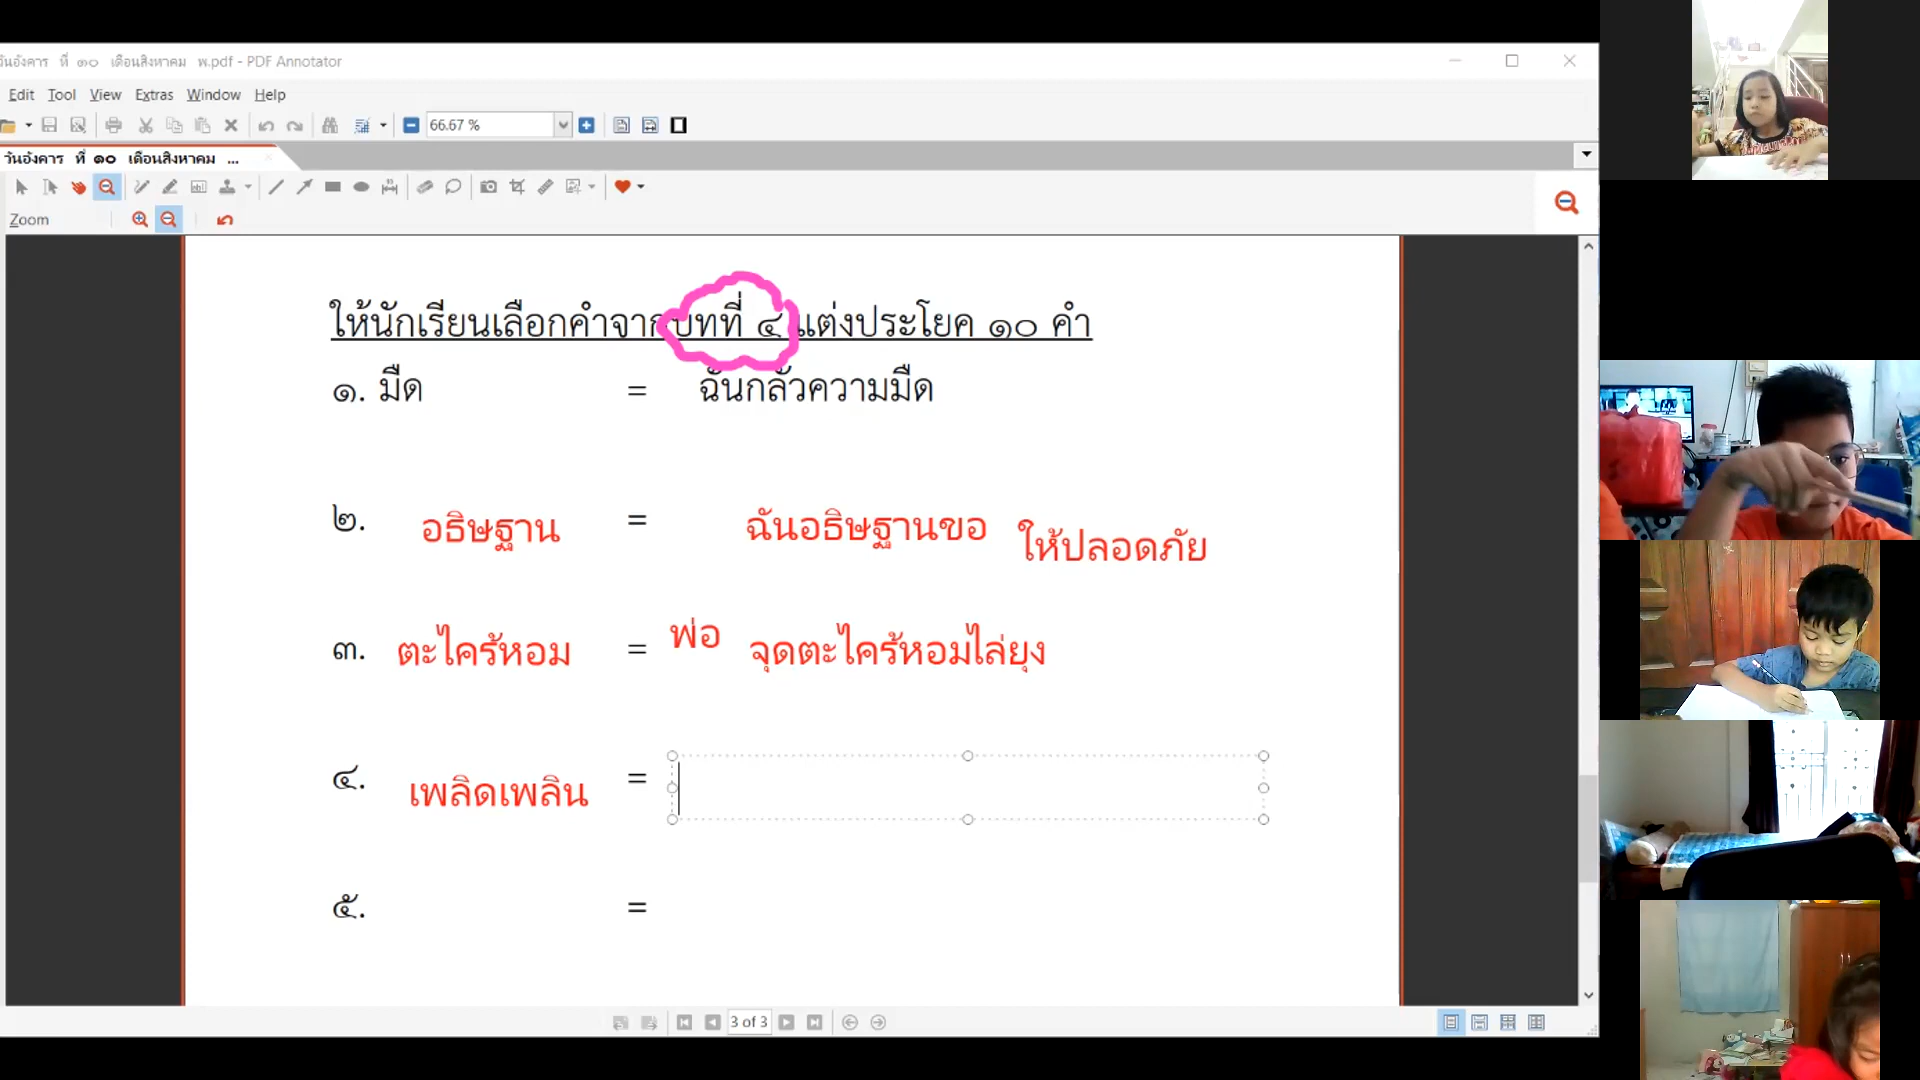 วันอังคาร ที่ ๑๐ เดือนสิงหาคม พ.pdf - PDF Annotator
Edit Tool View Extras Window Help
66.67 %
วันอังคาร ที่ ๑๐ เดือนสิงหาคม ...
Zoom
ให้นักเรียนเลือกคำจากบทที่ ๔ แต่งประโยค ๑๐ คำ
๑. มืด = ฉันกลัวความมืด
๒. อธิษฐาน = ฉันอธิษฐานขอ ให้ปลอดภัย
๓. ตะไคร้หอม = พ่อ จุดตะไคร้หอมไล่ยุง
๔. เพลิดเพลิน =
๕. =
3 of 3